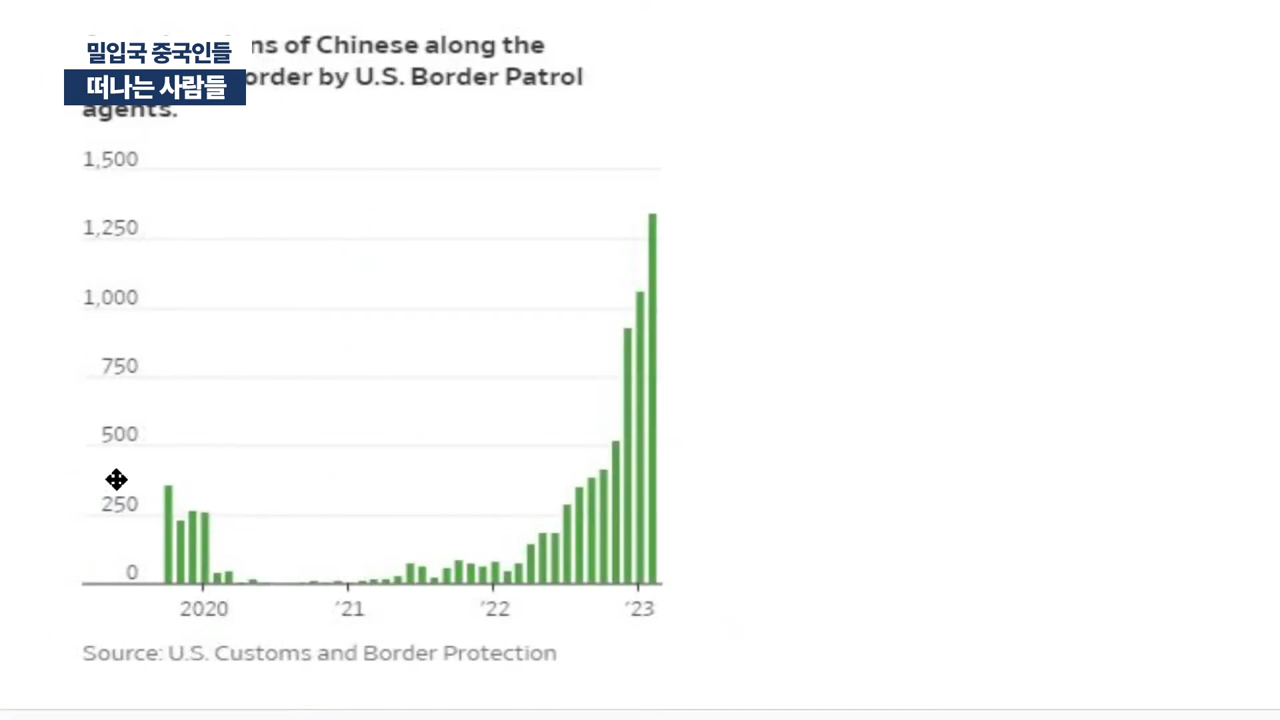 밀입국 중국인들
떠나는 사람들
ns of Chinese along the
order by U.S. Border Patrol
agents.
1,500
1,250
1,000
750
500
250
0
2020 ’21 ’22 ’23
Source: U.S. Customs and Border Protection